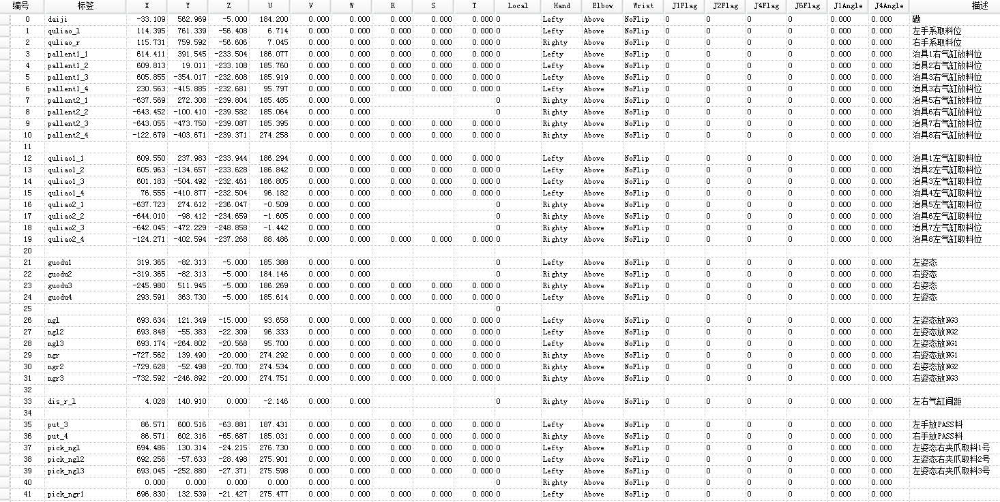 编号 标签 X Y Z U V W R S T Local Hand Elbow Wrist J1Flag J2Flag J4Flag J6Flag J1Angle J4Angle 描述
0 daiji -33.109 562.969 -5.000 184.200 0.000 0.000 0.000 0.000 0.000 0 Lefty Above NoFlip 0 0 0 0 0.000 0.000
1 quliao_l 114.395 761.339 -56.408 6.714 0.000 0.000 0.000 0.000 0.000 0 Lefty Above NoFlip 0 0 0 0 0.000 0.000 左手系取料位
2 quliao_r 115.731 759.592 -56.606 7.045 0.000 0.000 0.000 0.000 0.000 0 Righty Above NoFlip 0 0 0 0 0.000 0.000 右手系取料位
3 pallent1_1 614.411 391.545 -233.504 186.077 0.000 0.000 0.000 0.000 0.000 0 Lefty Above NoFlip 0 0 0 0 0.000 0.000 治具1右气缸放料位
4 pallent1_2 609.813 19.011 -233.108 185.760 0.000 0.000 0.000 0.000 0.000 0 Lefty Above NoFlip 0 0 0 0 0.000 0.000 治具2右气缸放料位
5 pallent1_3 605.855 -354.017 -232.608 185.919 0.000 0.000 0.000 0.000 0.000 0 Lefty Above NoFlip 0 0 0 0 0.000 0.000 治具3右气缸放料位
6 pallent1_4 230.563 -415.885 -232.681 95.797 0.000 0.000 0.000 0.000 0.000 0 Lefty Above NoFlip 0 0 0 0 0.000 0.000 治具3右气缸放料位
7 pallent2_1 -637.569 272.308 -239.804 185.485 0.000 0.000 0 Righty Above NoFlip 0 0 0 0 0.000 0.000 治具5右气缸放料位
8 pallent2_2 -643.452 -100.410 -239.582 185.064 0.000 0.000 0 Righty Above NoFlip 0 0 0 0 0.000 0.000 治具6右气缸放料位
9 pallent2_3 -643.055 -473.750 -239.087 185.395 0.000 0.000 0.000 0.000 0.000 0 Righty Above NoFlip 0 0 0 0 0.000 0.000 治具7右气缸放料位
10 pallent2_4 -122.679 -403.671 -239.371 274.258 0.000 0.000 0.000 0.000 0.000 0 Righty Above NoFlip 0 0 0 0 0.000 0.000 治具8右气缸放料位
11
12 quliao1_1 609.550 237.983 -233.944 186.294 0.000 0.000 0.000 0.000 0.000 0 Lefty Above NoFlip 0 0 0 0 0.000 0.000 治具1左气缸取料位
13 quliao1_2 605.963 -134.657 -233.628 186.842 0.000 0.000 0.000 0.000 0.000 0 Lefty Above NoFlip 0 0 0 0 0.000 0.000 治具2左气缸取料位
14 quliao1_3 601.183 -504.492 -232.461 186.805 0.000 0.000 0.000 0.000 0.000 0 Lefty Above NoFlip 0 0 0 0 0.000 0.000 治具3左气缸取料位
15 quliao1_4 76.555 -410.877 -232.504 96.182 0.000 0.000 0.000 0.000 0.000 0 Lefty Above NoFlip 0 0 0 0 0.000 0.000 治具4左气缸取料位
16 quliao2_1 -637.723 274.612 -236.047 -0.509 0.000 0.000 0 Righty Above NoFlip 0 0 0 0 0.000 0.000 治具5左气缸取料位
17 quliao2_2 -644.010 -98.412 -234.659 -1.605 0.000 0.000 0 Righty Above NoFlip 0 0 0 0 0.000 0.000 治具6左气缸取料位
18 quliao2_3 -642.045 -472.229 -248.858 -1.442 0.000 0.000 0 Righty Above NoFlip 0 0 0 0 0.000 0.000 治具7左气缸取料位
19 quliao2_4 -124.271 -402.594 -237.268 88.486 0.000 0.000 0.000 0.000 0.000 0 Righty Above NoFlip 0 0 0 0 0.000 0.000 治具8左气缸取料位
20
21 guodu1 319.365 -82.313 -5.000 185.388 0.000 0.000 0 Lefty Above NoFlip 0 0 0 0 0.000 0.000 左姿态
22 guodu2 -319.365 -82.313 -5.000 184.146 0.000 0.000 0 Righty Above NoFlip 0 0 0 0 0.000 0.000 右姿态
23 guodu3 -245.980 511.945 -5.000 186.269 0.000 0.000 0.000 0.000 0.000 0 Righty Above NoFlip 0 0 0 0 0.000 0.000 右姿态
24 guodu4 293.591 363.730 -5.000 185.614 0.000 0.000 0.000 0.000 0.000 0 Lefty Above NoFlip 0 0 0 0 0.000 0.000 左姿态
25 0
26 ngl 693.634 121.349 -15.000 93.658 0.000 0.000 0.000 0.000 0.000 0 Lefty Above NoFlip 0 0 0 0 0.000 0.000 左姿态放NG3
27 ngl2 693.848 -55.383 -22.309 96.333 0.000 0.000 0.000 0.000 0.000 0 Lefty Above NoFlip 0 0 0 0 0.000 0.000 左姿态放NG2
28 ngl3 693.174 -264.802 -20.568 95.700 0.000 0.000 0.000 0.000 0.000 0 Lefty Above NoFlip 0 0 0 0 0.000 0.000 左姿态放NG1
29 ngr -727.562 139.490 -20.000 274.292 0.000 0.000 0.000 0.000 0.000 0 Righty Above NoFlip 0 0 0 0 0.000 0.000 右姿态放NG1
30 ngr2 -729.628 -52.498 -20.700 274.534 0.000 0.000 0.000 0.000 0.000 0 Righty Above NoFlip 0 0 0 0 0.000 0.000 右姿态放NG2
31 ngr3 -732.592 -246.892 -20.000 274.751 0.000 0.000 0.000 0.000 0.000 0 Righty Above NoFlip 0 0 0 0 0.000 0.000 右姿态放NG3
32
33 dis_r_l 4.028 140.910 0.000 -2.146 0.000 0.000 0 Righty Above NoFlip 0 0 0 0 0.000 0.000 左右气缸间距
34
35 put_3 86.571 600.516 -63.881 187.431 0.000 0.000 0.000 0.000 0.000 0 Lefty Above NoFlip 0 0 0 0 0.000 0.000 左手放PASS料
36 put_4 86.571 602.316 -65.687 185.031 0.000 0.000 0.000 0.000 0.000 0 Righty Above NoFlip 0 0 0 0 0.000 0.000 右手放PASS料
37 pick_ngl 694.486 130.314 -24.215 276.730 0.000 0.000 0.000 0.000 0.000 0 Lefty Above NoFlip 0 0 0 0 0.000 0.000 左姿态右夹爪取料1号
38 pick_ngl2 692.256 -57.633 -28.498 275.901 0.000 0.000 0.000 0.000 0.000 0 Lefty Above NoFlip 0 0 0 0 0.000 0.000 左姿态右夹爪取料2号
39 pick_ngl3 693.045 -252.880 -27.371 275.598 0.000 0.000 0.000 0.000 0.000 0 Lefty Above NoFlip 0 0 0 0 0.000 0.000 左姿态右夹爪取料3号
40 0.000 0.000 0.000 0.000 0.000 0.000 0 Righty Above NoFlip 0 0 0 0 0.000 0.000
41 pick_ngr1 696.830 132.539 -21.427 275.477 0.000 0.000 0.000 0.000 0.000 0 Lefty Above NoFlip 0 0 0 0 0.000 0.000